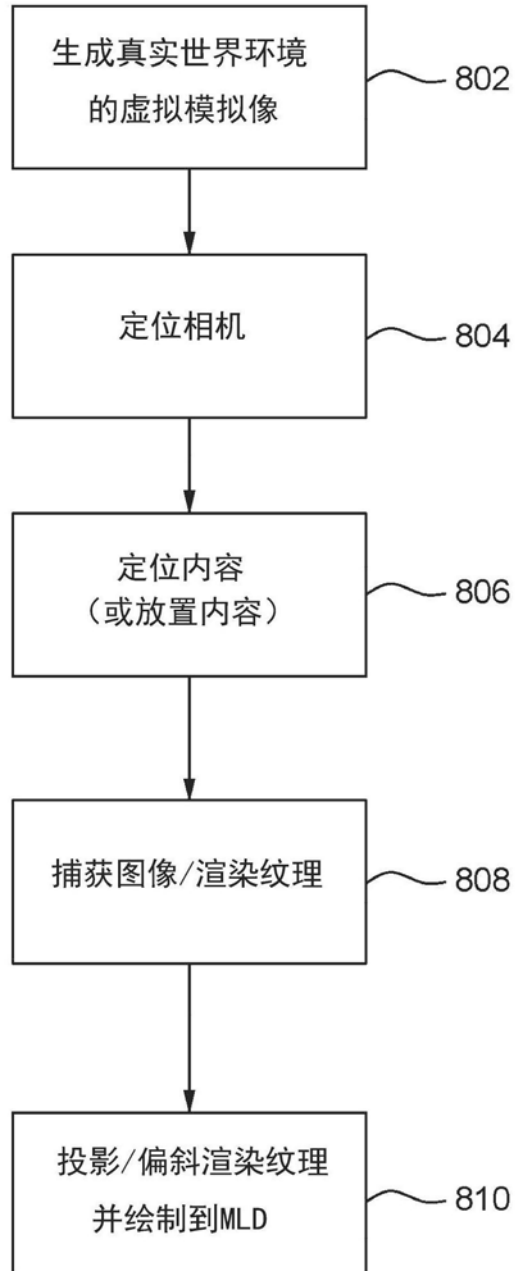 生成真实世界环境
的虚拟模拟像
802
定位相机
804
定位内容
（或放置内容）
806
捕获图像/渲染纹理
808
投影/偏斜渲染纹理
并绘制到MLD
810